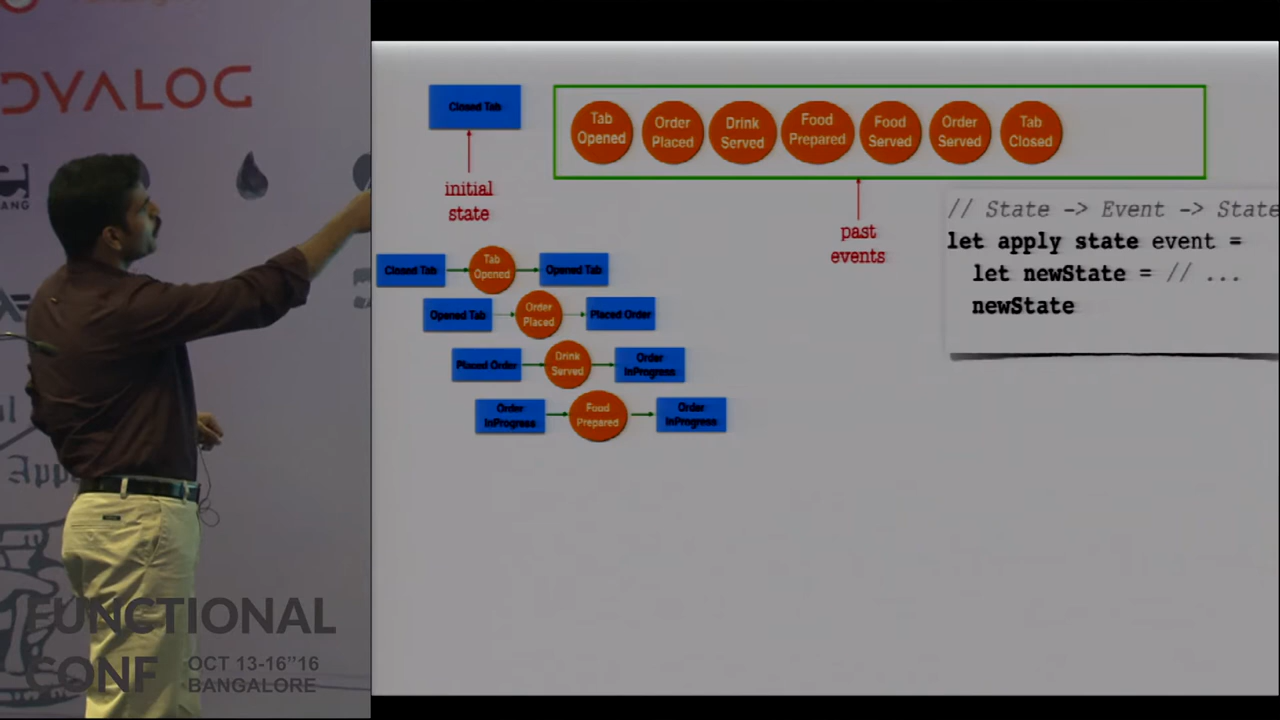 DYALOG
ANG
App
FUNCTIONAL
CONF
OCT 13-16"16
BANGALORE
Closed Tab
initial
state
Tab
Opened
Order
Placed
Drink
Served
Food
Prepared
Food
Served
Order
Served
Tab
Closed
past
events
// State -> Event -> State
let apply state event =
let newState = // ...
newState
Closed Tab
Tab
Opened
Opened Tab
Opened Tab
Order
Placed
Placed Order
Placed Order
Drink
Served
Order
InProgress
Order
InProgress
Food
Prepared
Order
InProgress